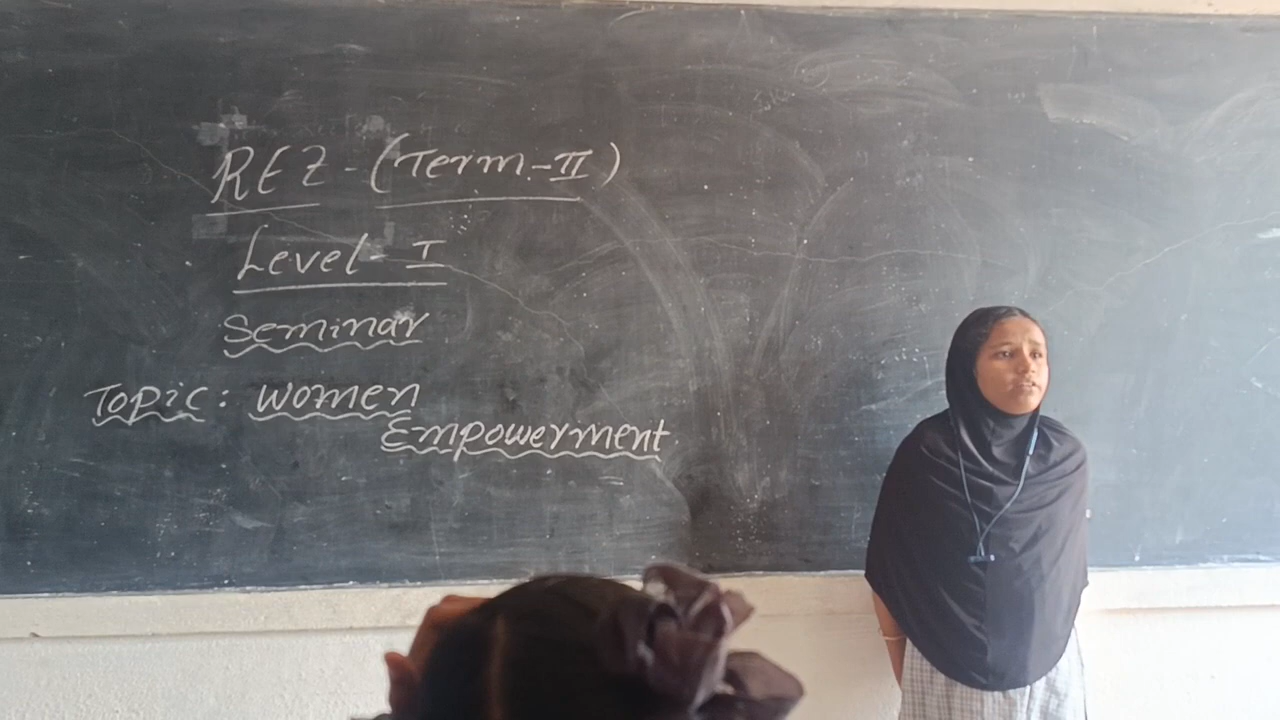 REZ - (Term-II)
Level I
Seminar
Topic: Women
Empowerment